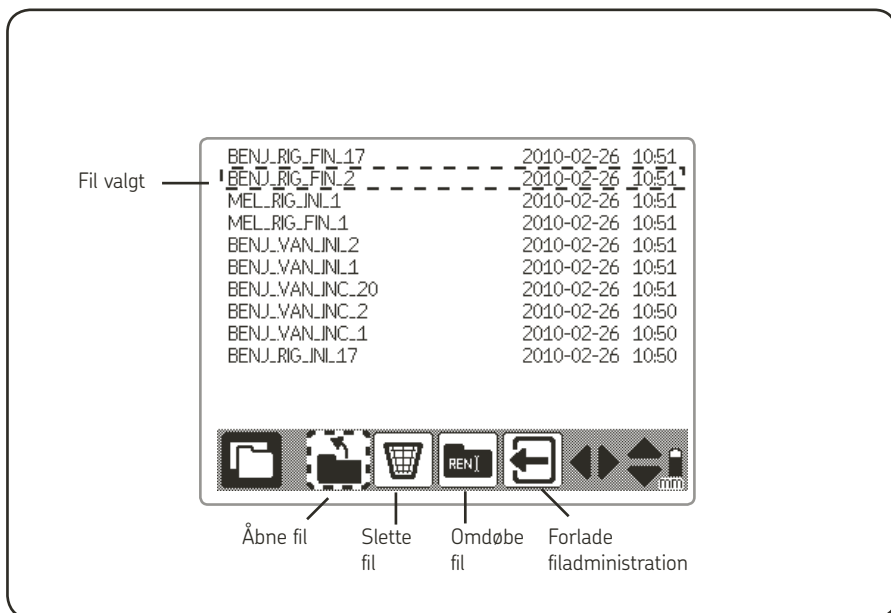 BENJ_RIG_FIN_17 2010-02-26 10:51
Fil valgt
BENJ_RIG_FIN_2 2010-02-26 10:51
MEL_RIG_INI_1 2010-02-26 10:51
MEL_RIG_FIN_1 2010-02-26 10:51
BENJ_VAN_INI_2 2010-02-26 10:51
BENJ_VAN_INI_1 2010-02-26 10:51
BENJ_VAN_INC_20 2010-02-26 10:51
BENJ_VAN_INC_2 2010-02-26 10:50
BENJ_VAN_INC_1 2010-02-26 10:50
BENJ_RIG_INI_17 2010-02-26 10:50
REN
mm
Åbne fil
Slette
fil
Omdøbe
fil
Forlade
filadministration